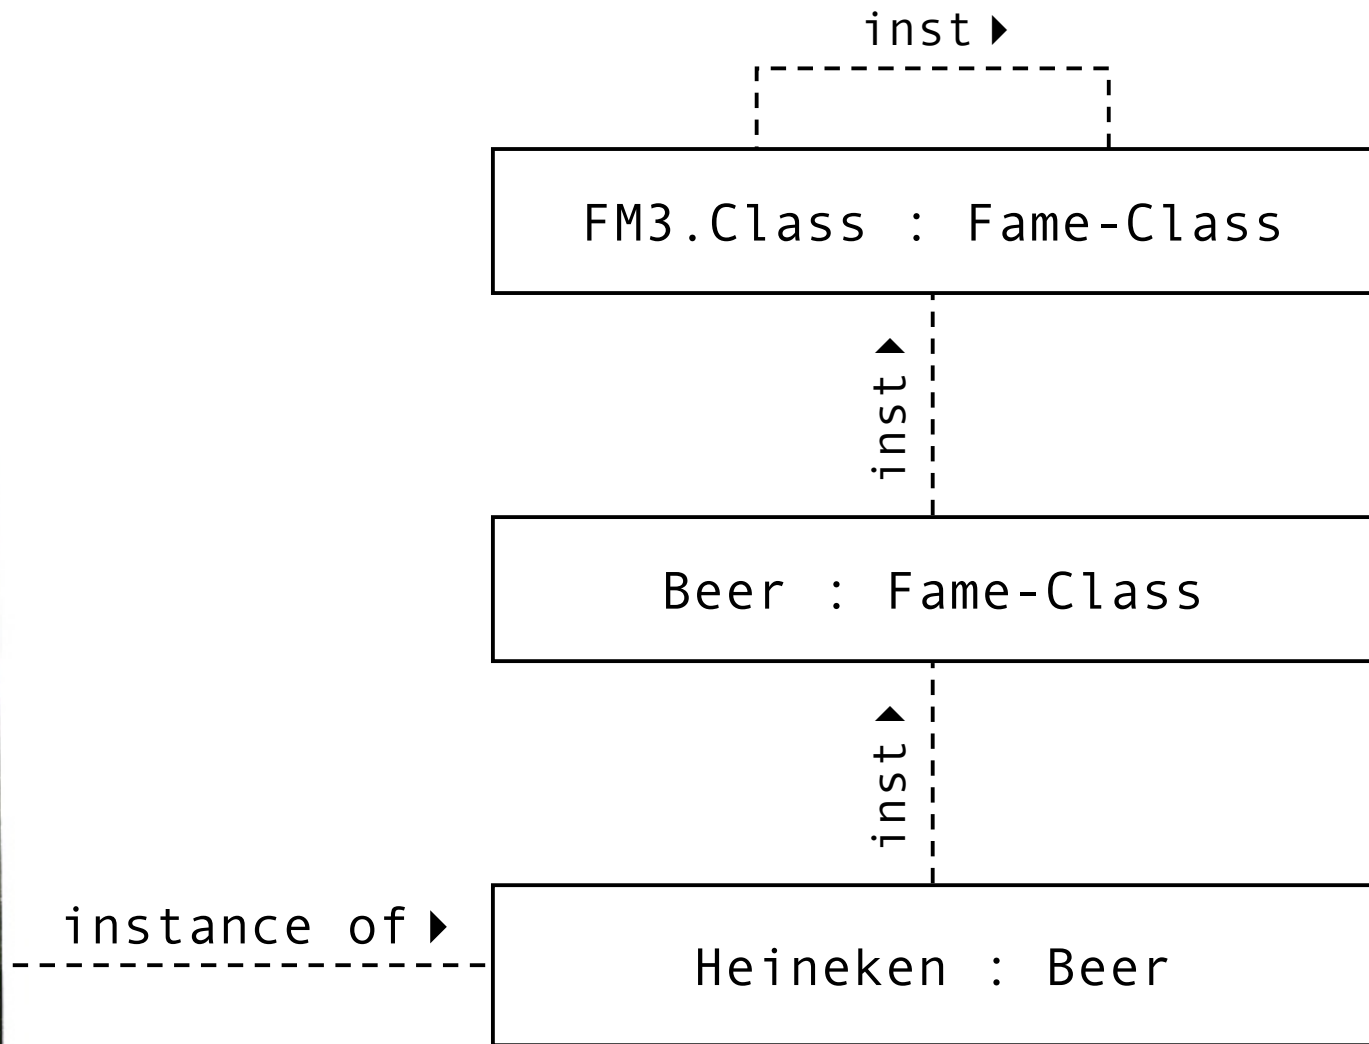 inst ▶
FM3.Class : Fame-Class
inst ▶
Beer : Fame-Class
inst ▶
instance of ▶
Heineken : Beer